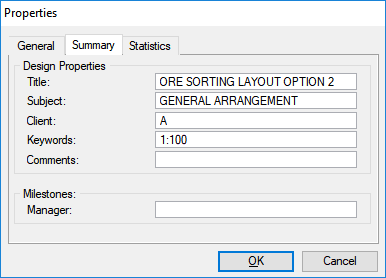 Properties
General Summary Statistics
Design Properties
Title: ORE SORTING LAYOUT OPTION 2
Subject: GENERAL ARRANGEMENT
Client: A
Keywords: 1:100
Comments:
Milestones:
Manager:
OK Cancel